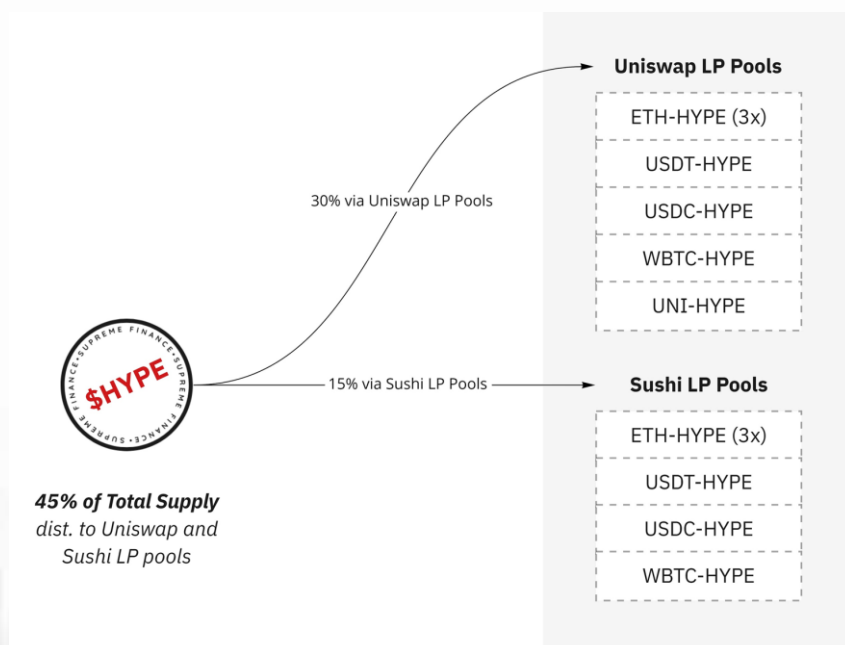 Uniswap LP Pools
ETH-HYPE (3x)
USDT-HYPE
USDC-HYPE
WBTC-HYPE
UNI-HYPE
30% via Uniswap LP Pools
SUPREME FINANCE•SUPREME FINANCE•SUPREME FINANCE•
$HYPE
15% via Sushi LP Pools
Sushi LP Pools
ETH-HYPE (3x)
USDT-HYPE
USDC-HYPE
WBTC-HYPE
45% of Total Supply
dist. to Uniswap and
Sushi LP pools